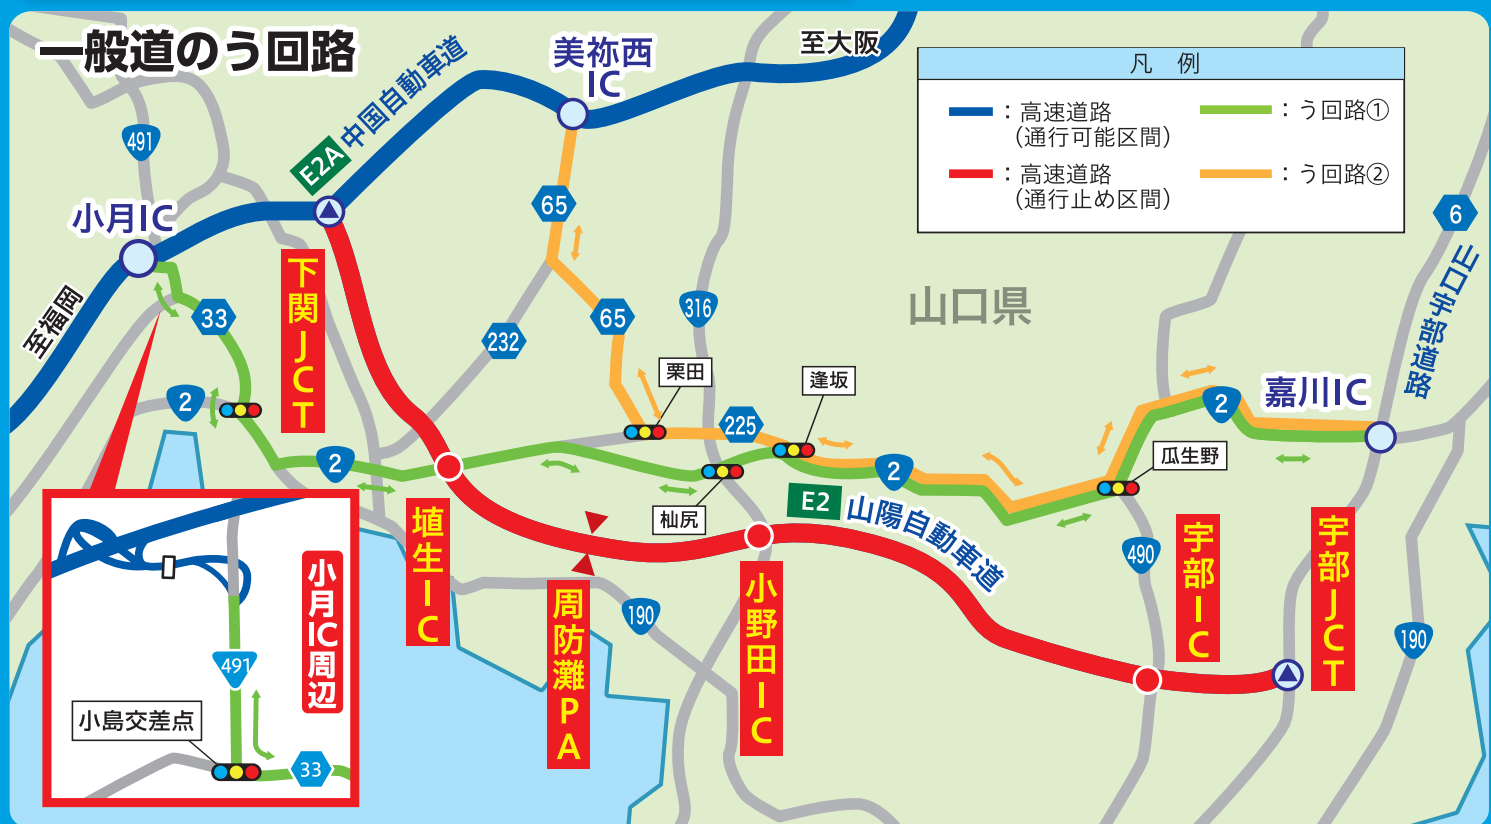 一般道のう回路
至大阪
美祢西
IC
E2A
中国自動車道
凡 例
：高速道路
（通行可能区間）
：う回路①
：高速道路
（通行止め区間）
：う回路②
491
小月IC
65
6
山口宇部道路
至福岡
下関JCT
33
232
65
316
山口県
栗田
逢坂
2
225
嘉川IC
2
2
2
瓜生野
杣尻
E2
山陽自動車道
埴生IC
周防灘PA
190
小野田IC
490
宇部IC
宇部JCT
190
小月IC周辺
491
小島交差点
33